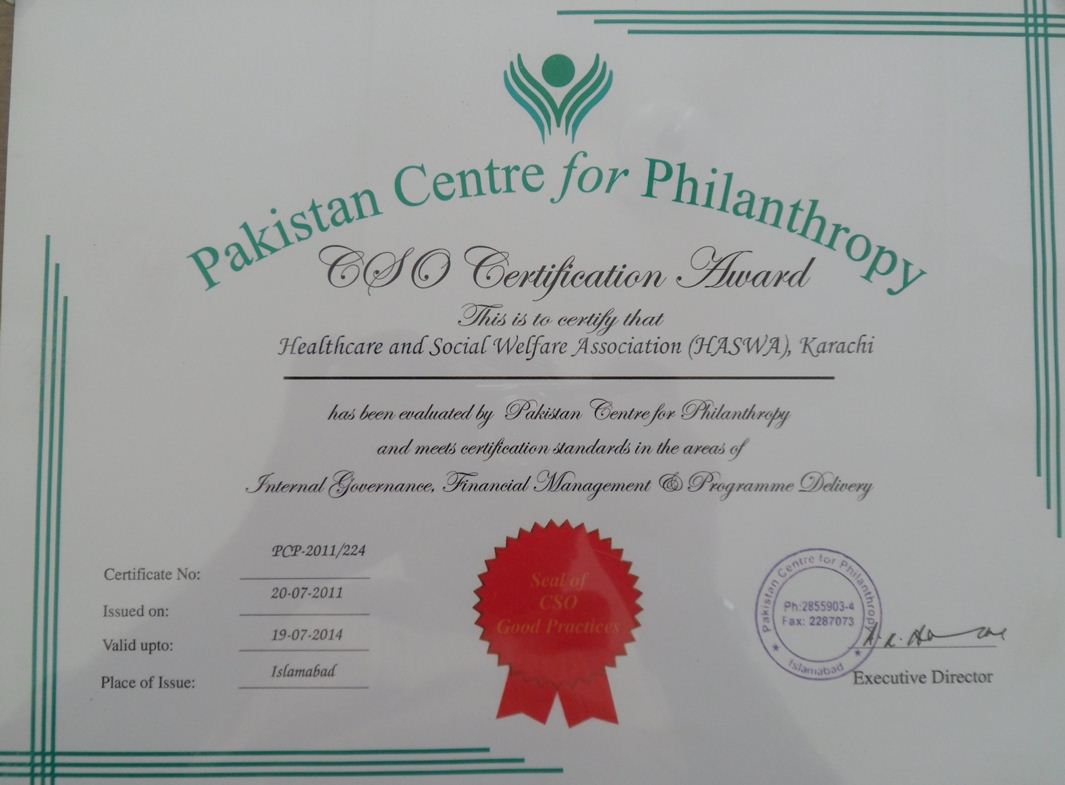 Pakistan Centre for Philanthropy
CSO Certification Award
This is to certify that
Healthcare and Social Welfare Association (HASWA), Karachi
has been evaluated by Pakistan Centre for Philanthropy
and meets certification standards in the areas of
Internal Governance, Financial Management & Programme Delivery
Certificate No: PCP-2011/224
Issued on: 20-07-2011
Valid upto: 19-07-2014
Place of Issue: Islamabad
Seal of
CSO
Good Practices
Pakistan Centre for Philanthropy
Ph:2855903-4
Fax: 2287073
Islamabad
Executive Director